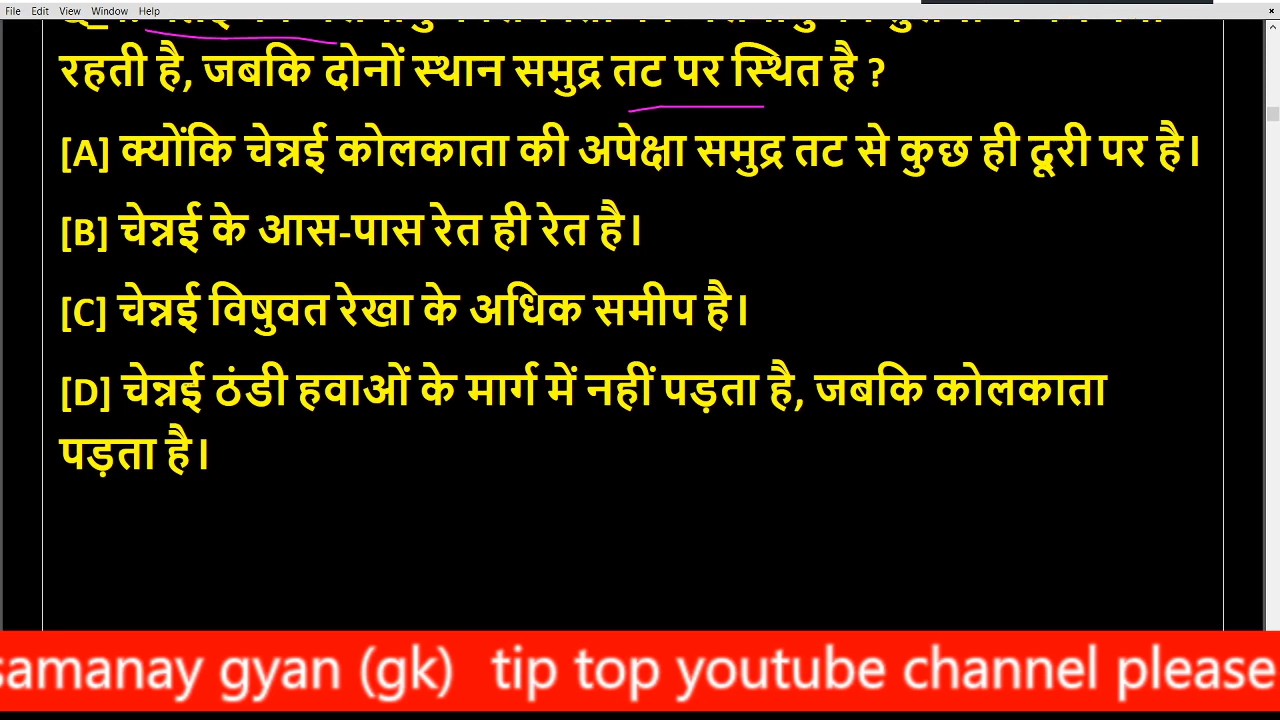 File Edit View Window Help
रहती है, जबकि दोनों स्थान समुद्र तट पर स्थित है ?
[A] क्योंकि चेन्नई कोलकाता की अपेक्षा समुद्र तट से कुछ ही दूरी पर है।
[B] चेन्नई के आस-पास रेत ही रेत है।
[C] चेन्नई विषुवत रेखा के अधिक समीप है।
[D] चेन्नई ठंडी हवाओं के मार्ग में नहीं पड़ता है, जबकि कोलकाता
पड़ता है।
samanay gyan (gk) tip top youtube channel please